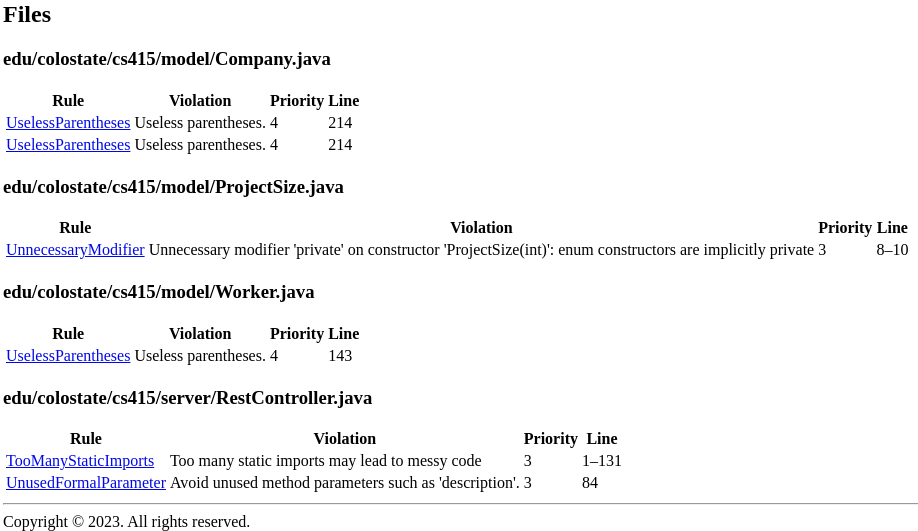 Files
edu/colostate/cs415/model/Company.java
Rule Violation Priority Line
UselessParentheses Useless parentheses. 4 214
UselessParentheses Useless parentheses. 4 214
edu/colostate/cs415/model/ProjectSize.java
Rule Violation Priority Line
UnnecessaryModifier Unnecessary modifier 'private' on constructor 'ProjectSize(int)': enum constructors are implicitly private 3 8–10
edu/colostate/cs415/model/Worker.java
Rule Violation Priority Line
UselessParentheses Useless parentheses. 4 143
edu/colostate/cs415/server/RestController.java
Rule Violation Priority Line
TooManyStaticImports Too many static imports may lead to messy code 3 1–131
UnusedFormalParameter Avoid unused method parameters such as 'description'. 3 84
Copyright © 2023. All rights reserved.